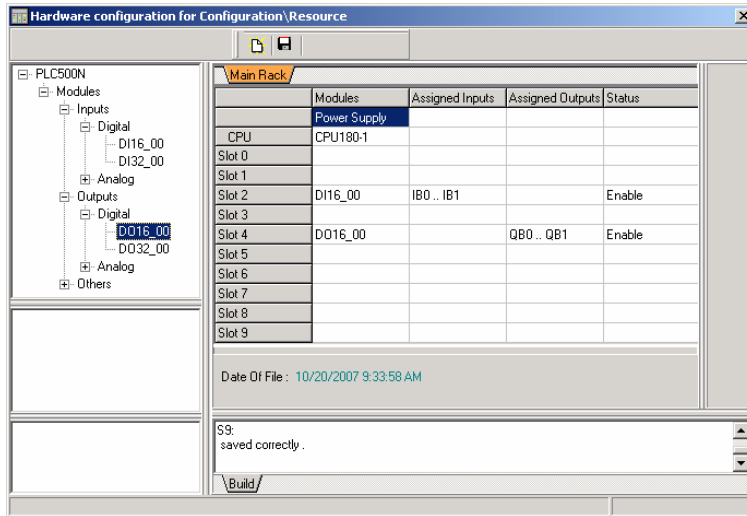 Hardware configuration for Configuration\Resource
PLC500N
Modules
Inputs
Digital
DI16_00
DI32_00
Analog
Outputs
Digital
DO16_00
DO32_00
Analog
Others
Main Rack
Modules Assigned Inputs Assigned Outputs Status
Power Supply
CPU CPU180-1
Slot 0
Slot 1
Slot 2 DI16_00 IB0 .. IB1 Enable
Slot 3
Slot 4 DO16_00 QB0 .. QB1 Enable
Slot 5
Slot 6
Slot 7
Slot 8
Slot 9
Date Of File : 10/20/2007 9:33:58 AM
S9:
saved correctly .
Build